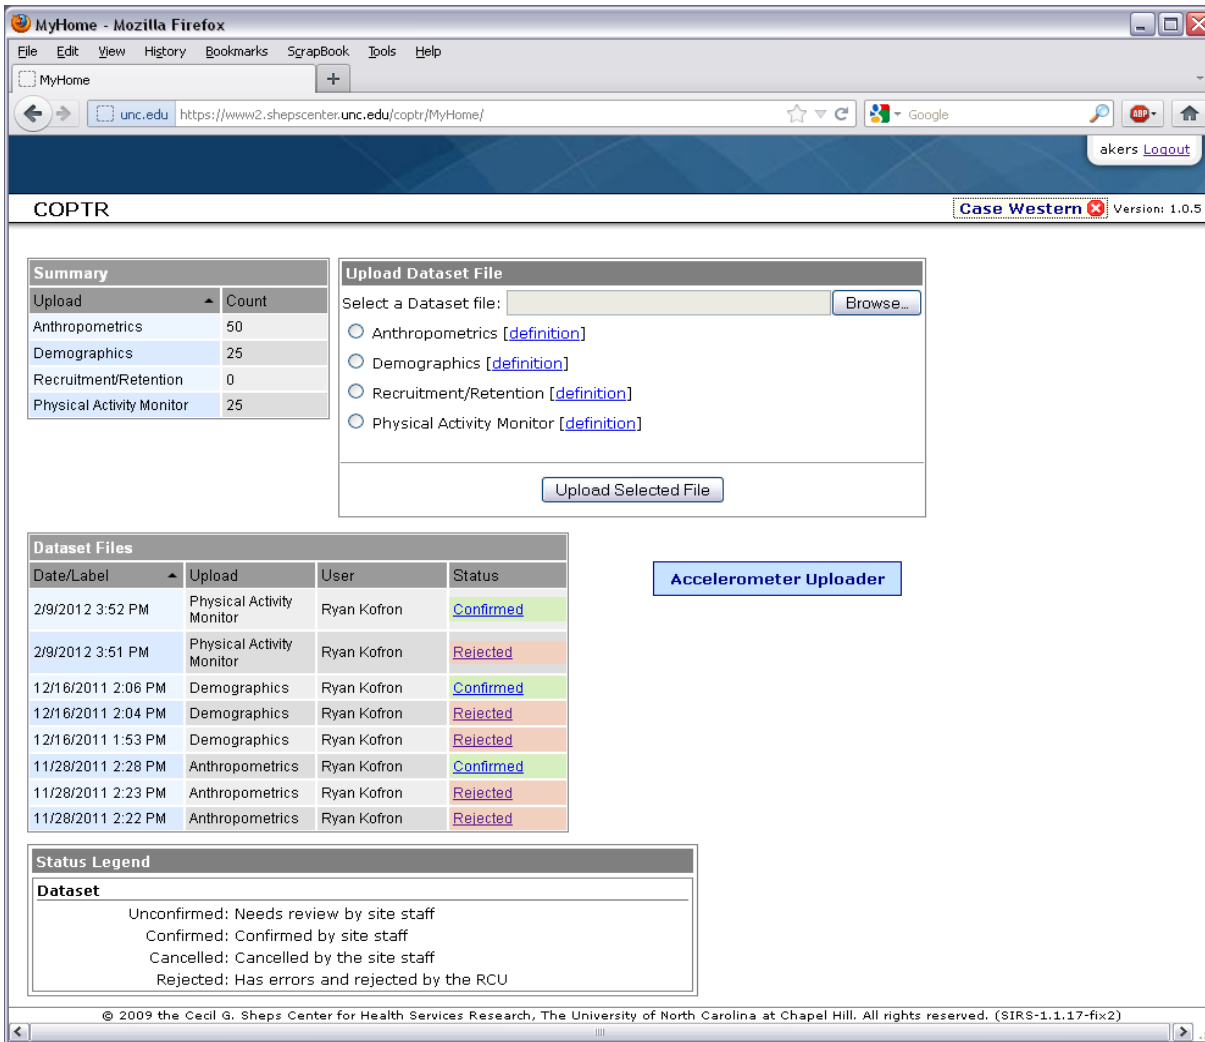 MyHome - Mozilla Firefox
File Edit View History Bookmarks ScrapBook Tools Help
MyHome +
unc.edu https://www2.shepscenter.unc.edu/coptr/MyHome/ Google ABP
akers Logout
COPTR Case Western Version: 1.0.5
Summary
Upload Count
Anthropometrics 50
Demographics 25
Recruitment/Retention 0
Physical Activity Monitor 25
Upload Dataset File
Select a Dataset file: Browse...
Anthropometrics [definition]
Demographics [definition]
Recruitment/Retention [definition]
Physical Activity Monitor [definition]
Upload Selected File
Dataset Files
Date/Label Upload User Status
2/9/2012 3:52 PM Physical Activity Monitor Ryan Kofron Confirmed
2/9/2012 3:51 PM Physical Activity Monitor Ryan Kofron Rejected
12/16/2011 2:06 PM Demographics Ryan Kofron Confirmed
12/16/2011 2:04 PM Demographics Ryan Kofron Rejected
12/16/2011 1:53 PM Demographics Ryan Kofron Rejected
11/28/2011 2:28 PM Anthropometrics Ryan Kofron Confirmed
11/28/2011 2:23 PM Anthropometrics Ryan Kofron Rejected
11/28/2011 2:22 PM Anthropometrics Ryan Kofron Rejected
Accelerometer Uploader
Status Legend
Dataset
Unconfirmed: Needs review by site staff
Confirmed: Confirmed by site staff
Cancelled: Cancelled by the site staff
Rejected: Has errors and rejected by the RCU
© 2009 the Cecil G. Sheps Center for Health Services Research, The University of North Carolina at Chapel Hill. All rights reserved. (SIRS-1.1.17-fix2)